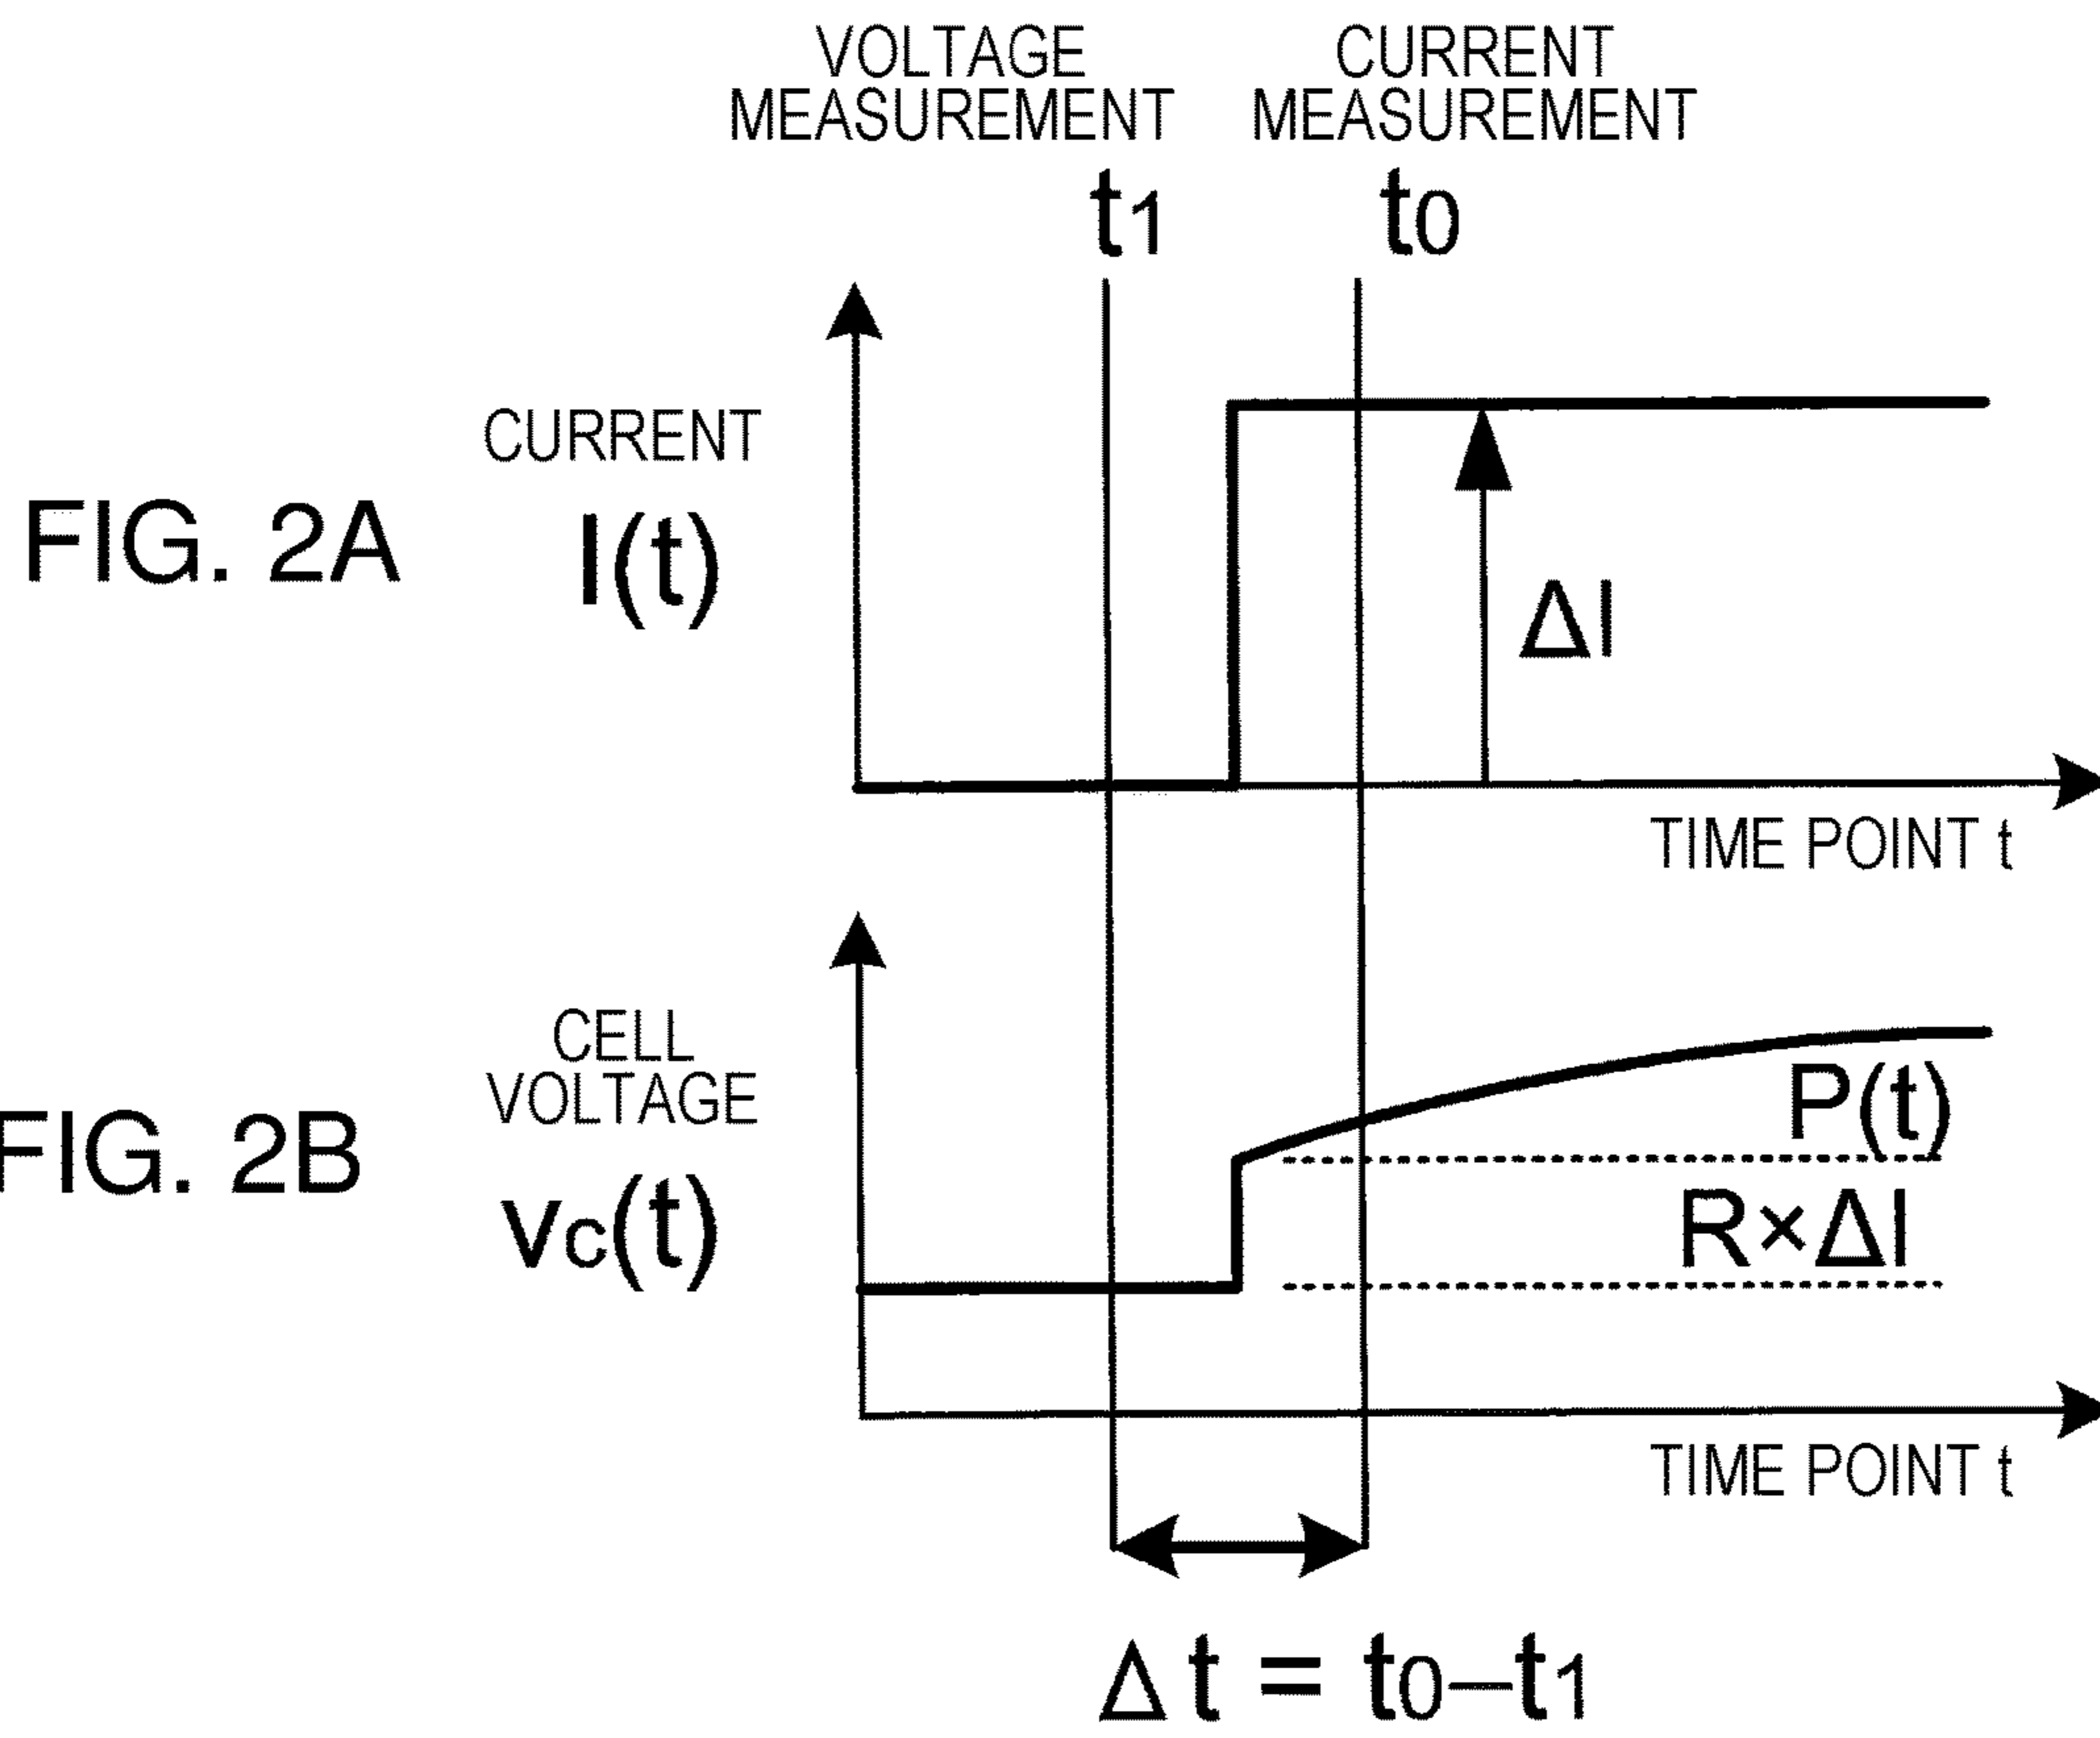 VOLTAGE
MEASUREMENT
t1
CURRENT
MEASUREMENT
t0
FIG. 2A
CURRENT
I(t)
ΔI
TIME POINT t
FIG. 2B
CELL
VOLTAGE
vc(t)
P(t)
R×ΔI
TIME POINT t
Δt = t0−t1